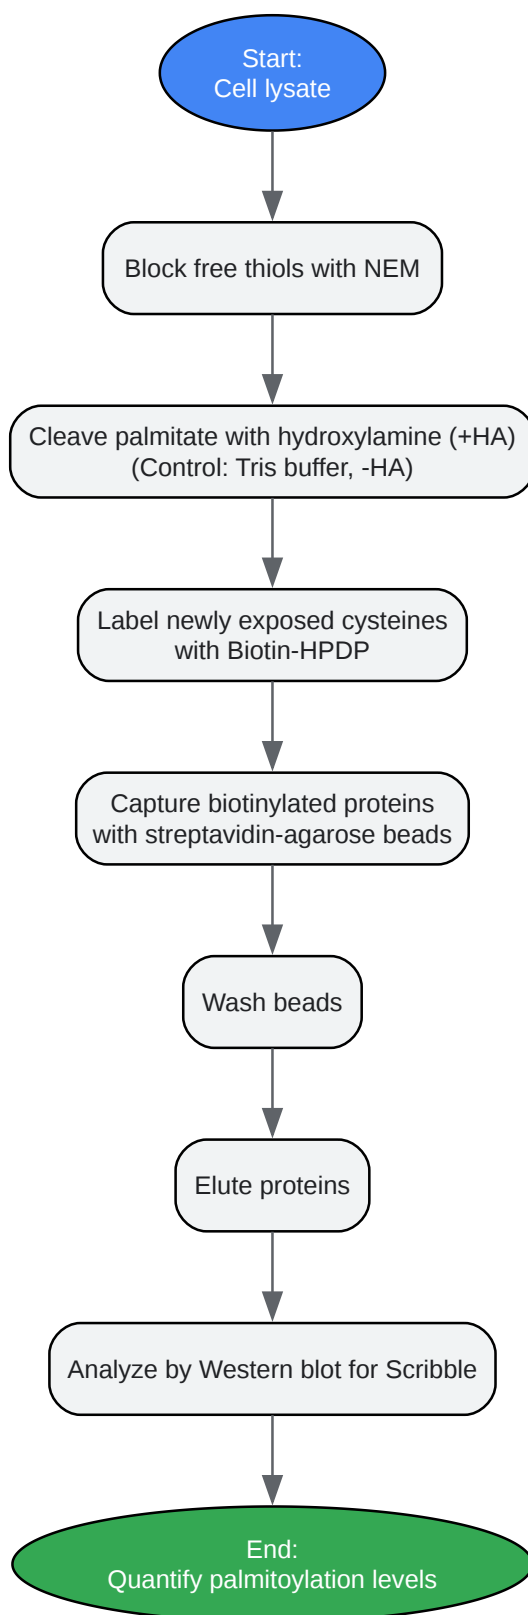 Start:
Cell lysate
Block free thiols with NEM
Cleave palmitate with hydroxylamine (+HA)
(Control: Tris buffer, -HA)
Label newly exposed cysteines
with Biotin-HPDP
Capture biotinylated proteins
with streptavidin-agarose beads
Wash beads
Elute proteins
Analyze by Western blot for Scribble
End:
Quantify palmitoylation levels